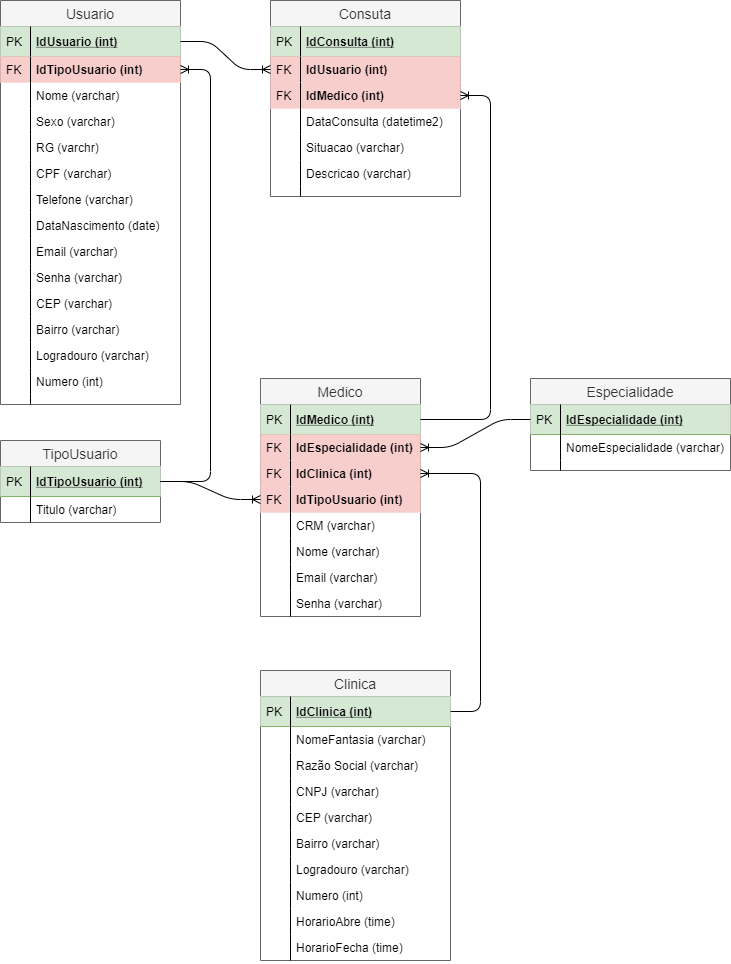 Usuario
PK IdUsuario (int)
FK IdTipoUsuario (int)
Nome (varchar)
Sexo (varchar)
RG (varchr)
CPF (varchar)
Telefone (varchar)
DataNascimento (date)
Email (varchar)
Senha (varchar)
CEP (varchar)
Bairro (varchar)
Logradouro (varchar)
Numero (int)
Consuta
PK IdConsulta (int)
FK IdUsuario (int)
FK IdMedico (int)
DataConsulta (datetime2)
Situacao (varchar)
Descricao (varchar)
TipoUsuario
PK IdTipoUsuario (int)
Titulo (varchar)
Medico
PK IdMedico (int)
FK IdEspecialidade (int)
FK IdClinica (int)
FK IdTipoUsuario (int)
CRM (varchar)
Nome (varchar)
Email (varchar)
Senha (varchar)
Especialidade
PK IdEspecialidade (int)
NomeEspecialidade (varchar)
Clinica
PK IdClinica (int)
NomeFantasia (varchar)
Razão Social (varchar)
CNPJ (varchar)
CEP (varchar)
Bairro (varchar)
Logradouro (varchar)
Numero (int)
HorarioAbre (time)
HorarioFecha (time)